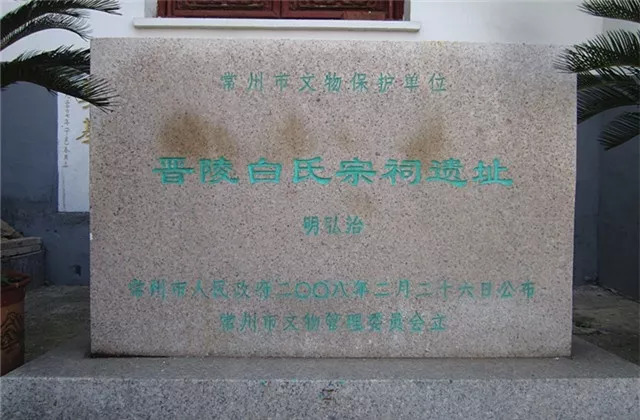 常州市文物保护单位
晋陵白氏宗祠遗址
明弘治
常州市人民政府二〇〇八年二月二十六日公布
常州市文物管理委员会立